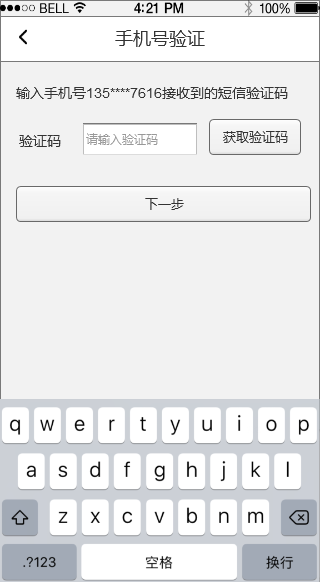 BELL 4:21 PM 100%
手机号验证
输入手机号135****7616接收到的短信验证码
验证码 请输入验证码 获取验证码
下一步
q w e r t y u i o p
a s d f g h j k l
z x c v b n m
.?123 空格 换行